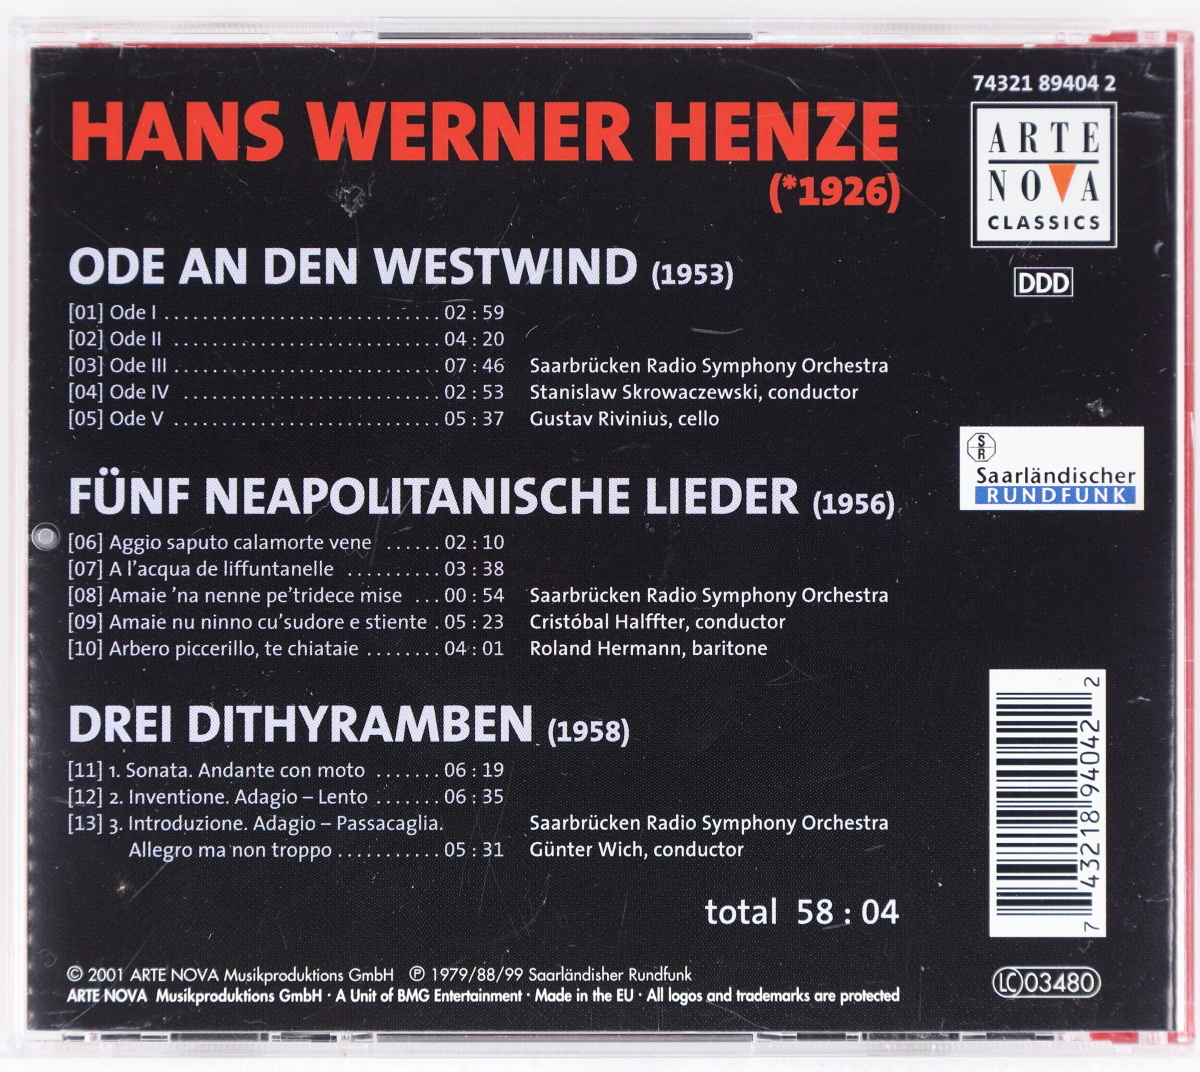 74321 89404 2
HANS WERNER HENZE
(*1926)
ARTE
NOVA
CLASSICS
DDD
ODE AN DEN WESTWIND (1953)
[01] Ode I ............................ 02 : 59
[02] Ode II ........................... 04 : 20
[03] Ode III ........................... 07 : 46 Saarbrücken Radio Symphony Orchestra
[04] Ode IV .......................... 02 : 53 Stanislaw Skrowaczewski, conductor
[05] Ode V ........................... 05 : 37 Gustav Rivinius, cello
SR
Saarländischer
RUNDFUNK
FÜNF NEAPOLITANISCHE LIEDER (1956)
[06] Aggio saputo calamorte vene ...... 02 : 10
[07] A l'acqua de liffuntanelle .......... 03 : 38
[08] Amaie 'na nenne pe'tridece mise ... 00 : 54 Saarbrücken Radio Symphony Orchestra
[09] Amaie nu ninno cu'sudore e stiente . 05 : 23 Cristóbal Halffter, conductor
[10] Arbero piccerillo, te chiataie ........ 04 : 01 Roland Hermann, baritone
DREI DITHYRAMBEN (1958)
[11] 1. Sonata. Andante con moto ....... 06 : 19
[12] 2. Inventione. Adagio – Lento ....... 06 : 35
[13] 3. Introduzione. Adagio – Passacaglia. Saarbrücken Radio Symphony Orchestra
Allegro ma non troppo ........... 05 : 31 Günter Wich, conductor
total 58 : 04
7 43218 94042 2
© 2001 ARTE NOVA Musikproduktions GmbH ℗ 1979/88/99 Saarländisher Rundfunk
ARTE NOVA Musikproduktions GmbH · A Unit of BMG Entertainment · Made in the EU · All logos and trademarks are protected
LC 03480